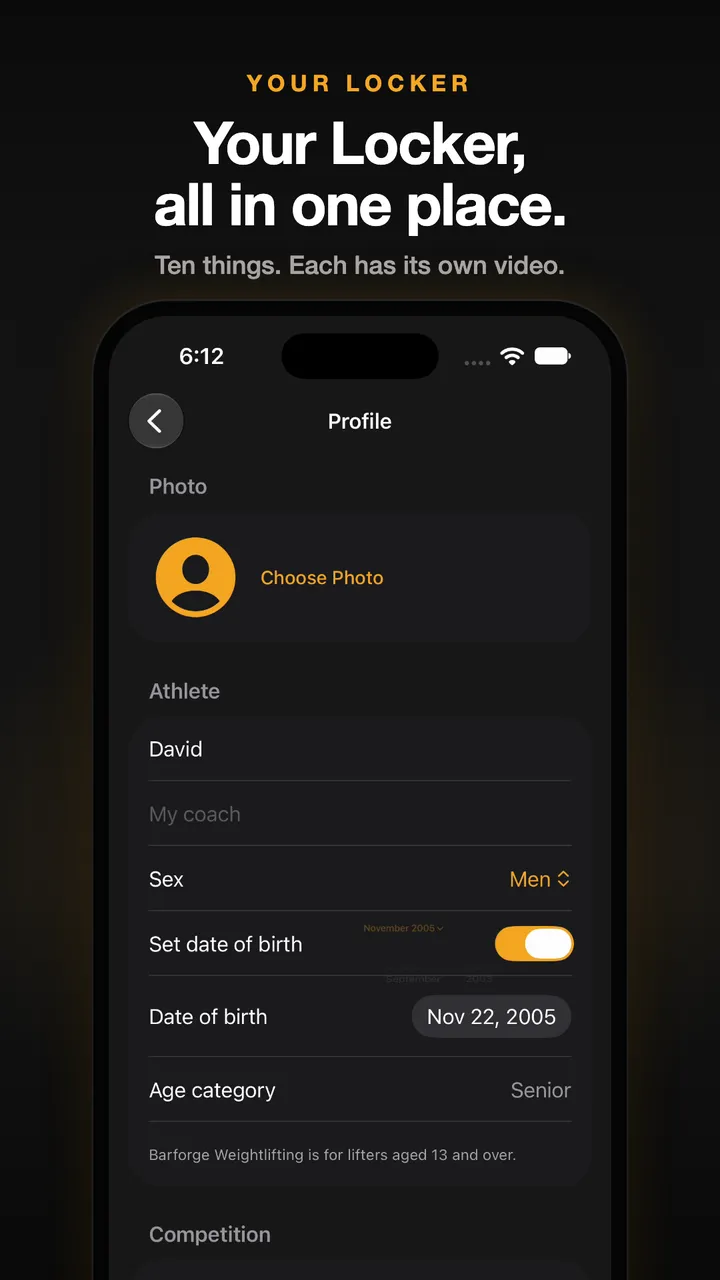 YOUR LOCKER
Your Locker,
all in one place.
Ten things. Each has its own video.
6:12
Profile
Photo
Choose Photo
Athlete
David
My coach
Sex Men
November 2005
Set date of birth
September 2003
Date of birth Nov 22, 2005
Age category Senior
Barforge Weightlifting is for lifters aged 13 and over.
Competition